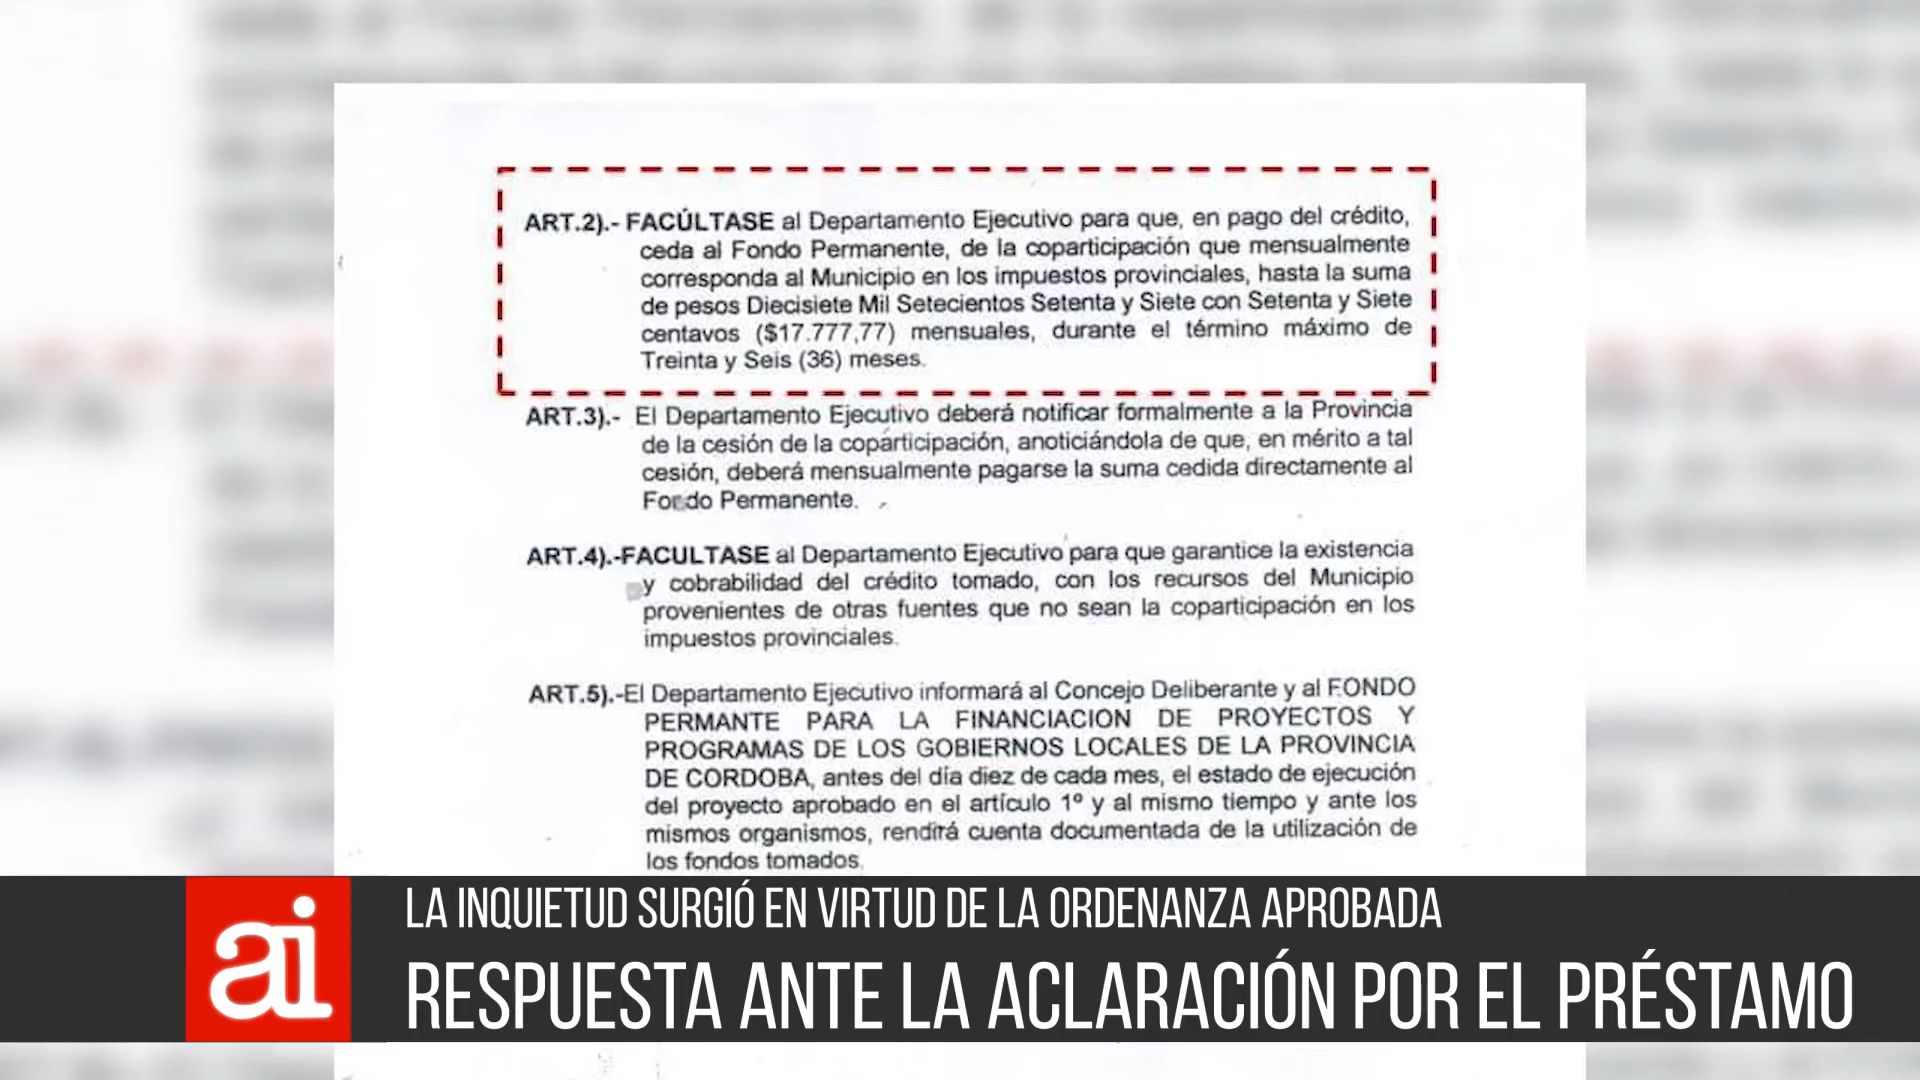 ART.2).- FACÚLTASE al Departamento Ejecutivo para que, en pago del crédito,
ceda al Fondo Permanente, de la coparticipación que mensualmente
corresponda al Municipio en los impuestos provinciales, hasta la suma
de pesos Diecisiete Mil Setecientos Setenta y Siete con Setenta y Siete
centavos ($17.777,77) mensuales, durante el término máximo de
Treinta y Seis (36) meses.
ART.3).- El Departamento Ejecutivo deberá notificar formalmente a la Provincia
de la cesión de la coparticipación, anoticiándola de que, en mérito a tal
cesión, deberá mensualmente pagarse la suma cedida directamente al
Fondo Permanente.
ART.4).-FACULTASE al Departamento Ejecutivo para que garantice la existencia
y cobrabilidad del crédito tomado, con los recursos del Municipio
provenientes de otras fuentes que no sean la coparticipación en los
impuestos provinciales.
ART.5).-El Departamento Ejecutivo informará al Concejo Deliberante y al FONDO
PERMANTE PARA LA FINANCIACION DE PROYECTOS Y
PROGRAMAS DE LOS GOBIERNOS LOCALES DE LA PROVINCIA
DE CORDOBA, antes del día diez de cada mes, el estado de ejecución
del proyecto aprobado en el artículo 1º y al mismo tiempo y ante los
mismos organismos, rendirá cuenta documentada de la utilización de
los fondos tomados.
ai
LA INQUIETUD SURGIÓ EN VIRTUD DE LA ORDENANZA APROBADA
RESPUESTA ANTE LA ACLARACIÓN POR EL PRÉSTAMO